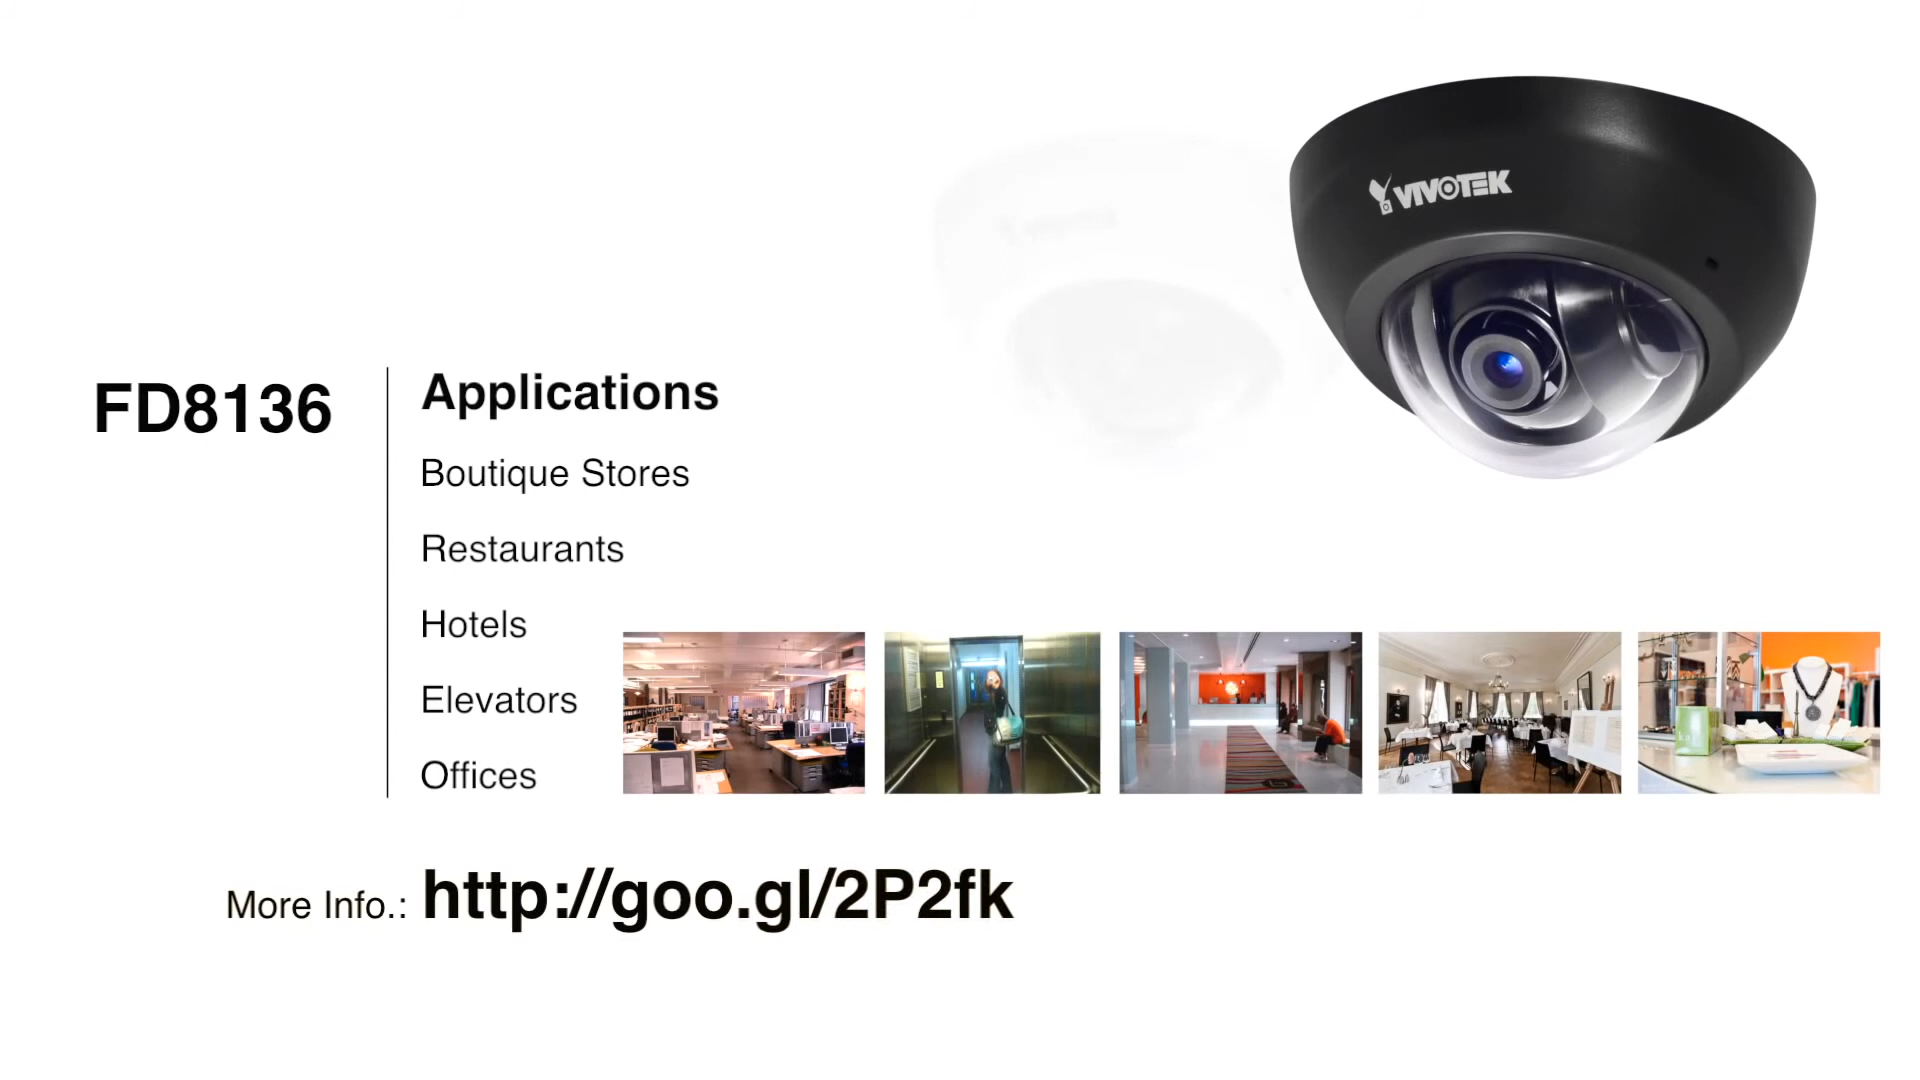 VIVOTEK
FD8136
Applications
Boutique Stores
Restaurants
Hotels
Elevators
Offices
More Info.: http://goo.gl/2P2fk